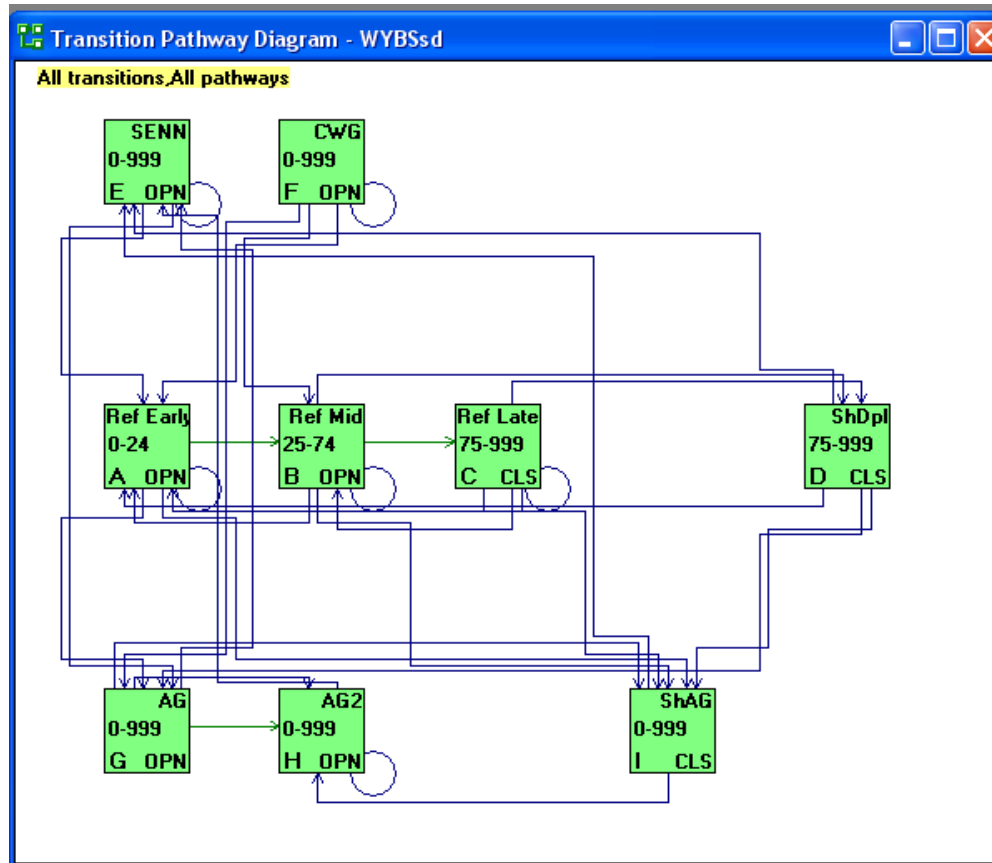 Transition Pathway Diagram - WYBSsd
All transitions,All pathways
SENN
0-999
E OPN
CWG
0-999
F OPN
Ref Early
0-24
A OPN
Ref Mid
25-74
B OPN
Ref Late
75-999
C CLS
ShDpl
75-999
D CLS
AG
0-999
G OPN
AG2
0-999
H OPN
ShAG
0-999
I CLS